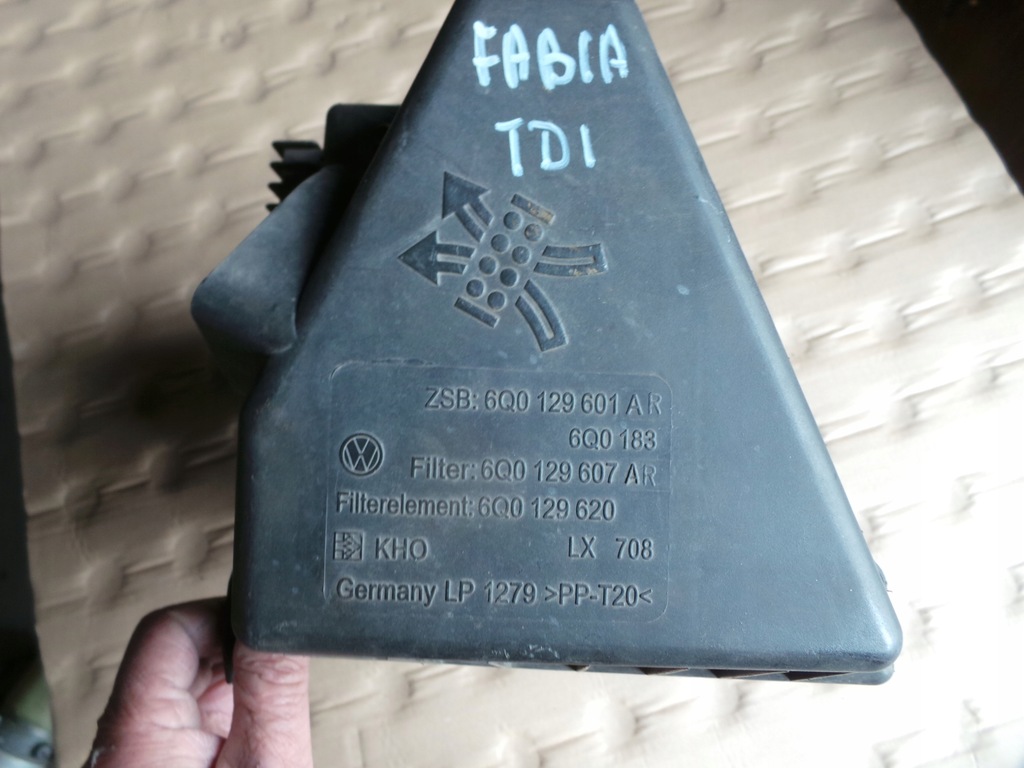 FABIA
TDI
ZSB: 6Q0 129 601 AR
6Q0 183
Filter: 6Q0 129 607 AR
Filterelement: 6Q0 129 620
KHO LX 708
Germany LP 1279 >PP-T20<